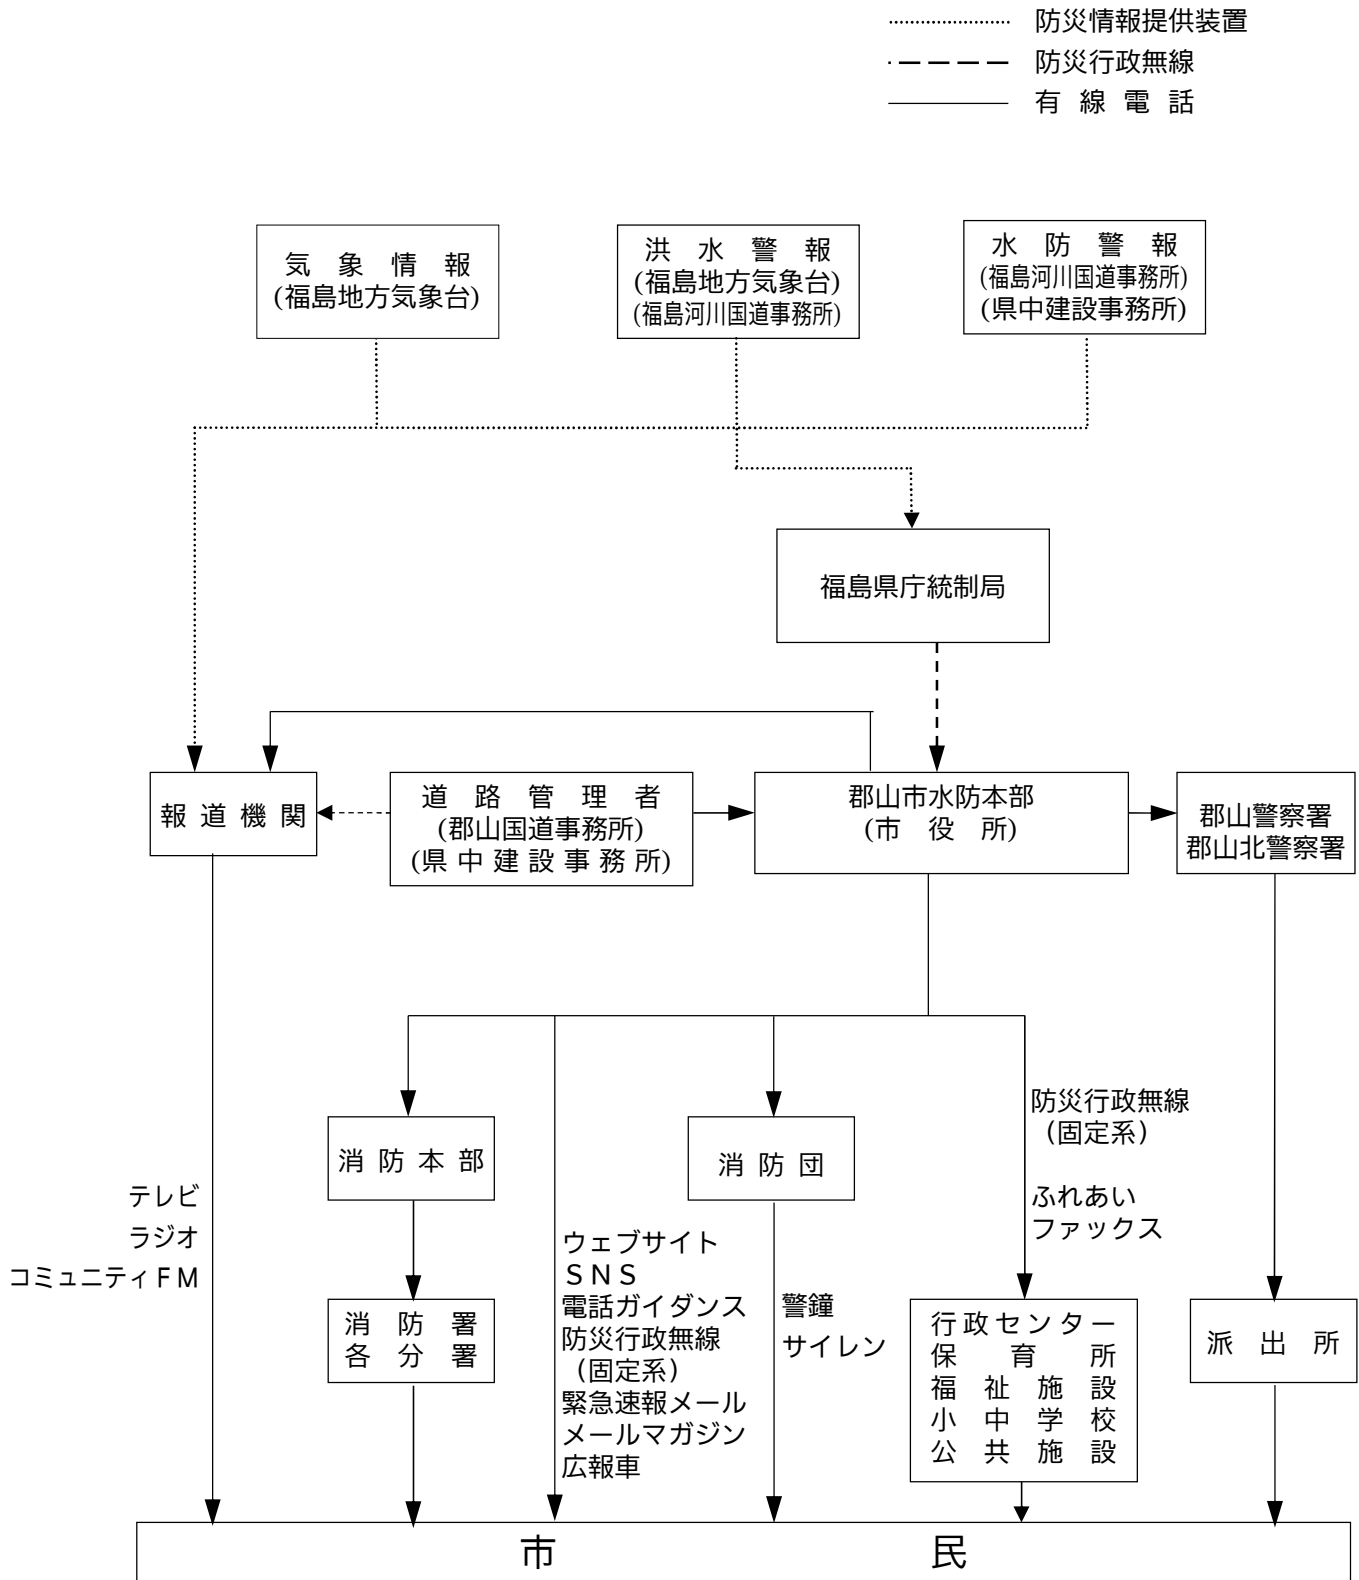 防災情報提供装置
防災行政無線
有線電話
気象情報
(福島地方気象台)
洪水警報
(福島地方気象台)
(福島河川国道事務所)
水防警報
(福島河川国道事務所)
(県中建設事務所)
福島県庁統制局
報道機関
道路管理者
(郡山国道事務所)
(県中建設事務所)
郡山市水防本部
(市役所)
郡山警察署
郡山北警察署
消防本部
消防団
防災行政無線
(固定系)
ふれあい
ファックス
テレビ
ラジオ
コミュニティFM
ウェブサイト
SNS
電話ガイダンス
防災行政無線
(固定系)
緊急速報メール
メールマガジン
広報車
警鐘
サイレン
消防署
各分署
行政センター
保育所
福祉施設
小中学校
公共施設
派出所
市民